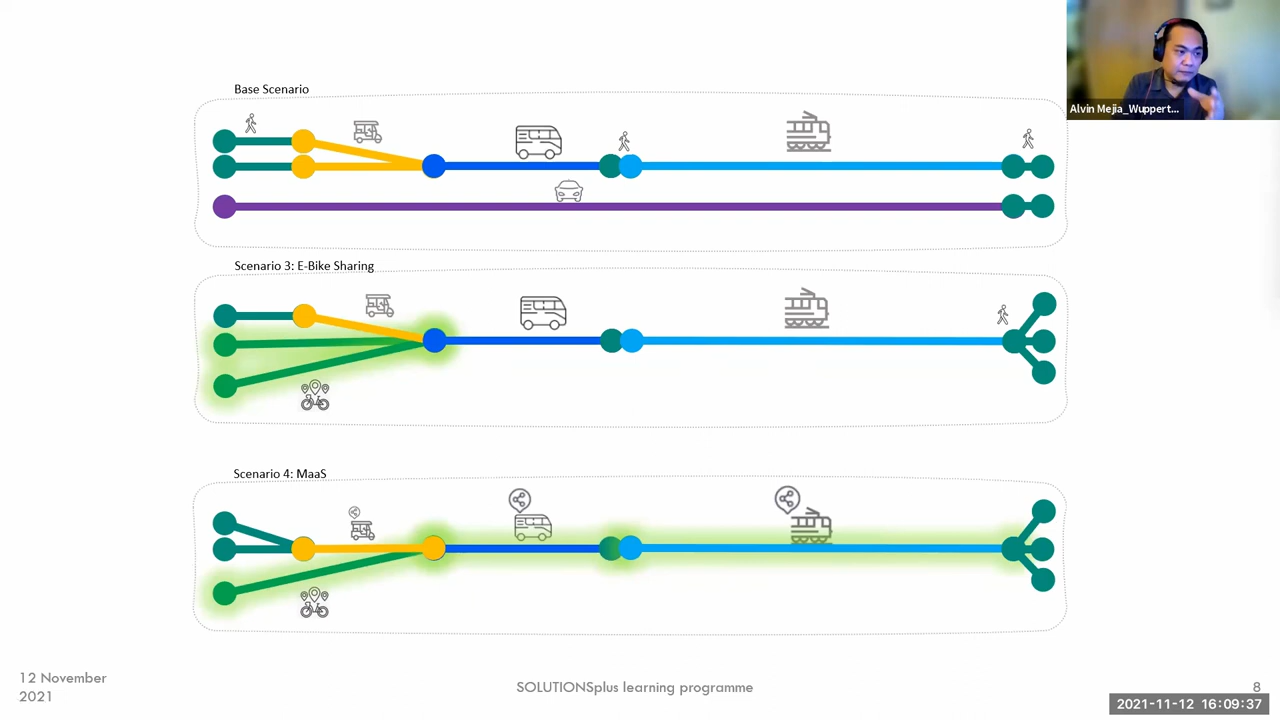 Alvin Mejia_Wuppert...
Base Scenario
Scenario 3: E-Bike Sharing
Scenario 4: MaaS
12 November
2021
SOLUTIONSplus learning programme
8
2021-11-12 16:09:37